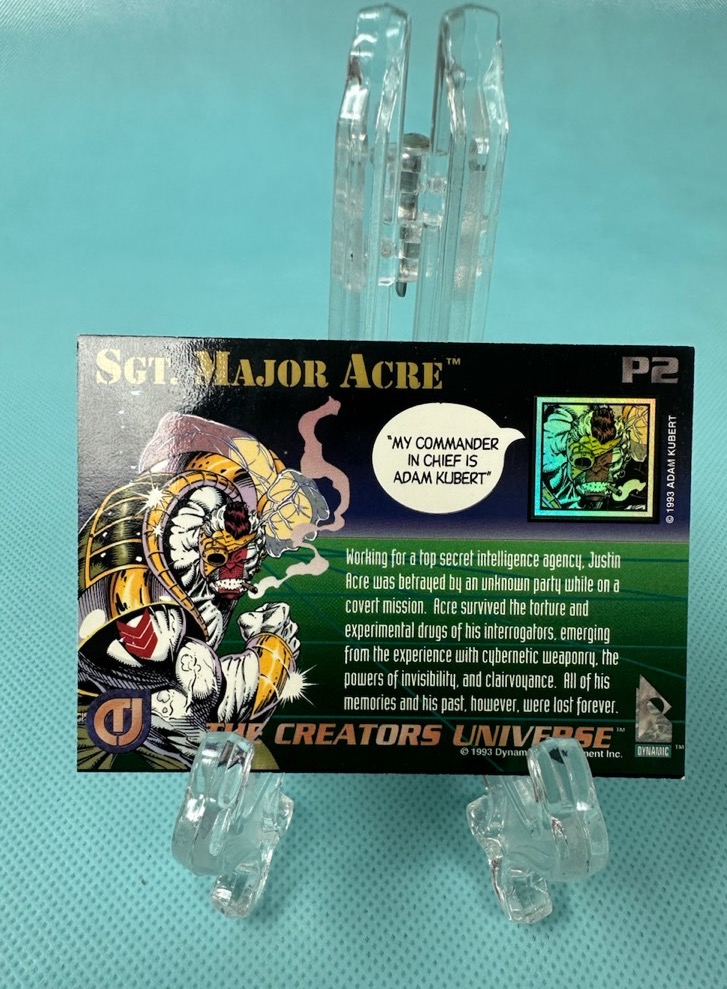 SGT. MAJOR ACRE™
P2
"MY COMMANDER
IN CHIEF IS
ADAM KUBERT"
© 1993 ADAM KUBERT
Working for a top secret intelligence agency, Justin
Acre was betrayed by an unknown party while on a
covert mission. Acre survived the torture and
experimental drugs of his interrogators, emerging
from the experience with cybernetic weaponry, the
powers of invisibility, and clairvoyance. All of his
memories and his past, however, were lost forever.
THE CREATORS UNIVERSE™
© 1993 Dynam ment Inc.
DYNAMIC ™